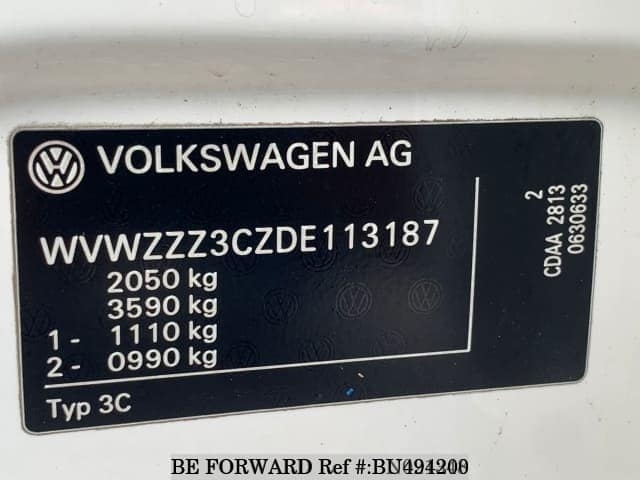 VOLKSWAGEN AG
WVWZZZ3CZDE113187
2050 kg
3590 kg
1 - 1110 kg
2 - 0990 kg
Typ 3C
2
CDAA 2813
0630633
BE FORWARD Ref #:BU494200